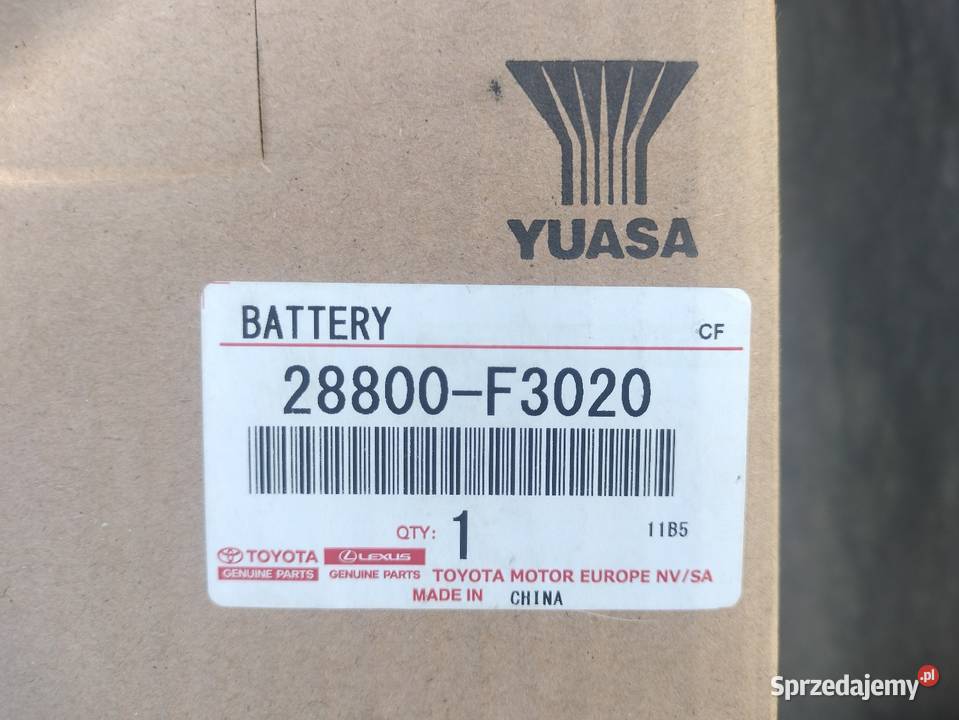 YUASA
BATTERY CF
28800-F3020
QTY: 1 11B5
TOYOTA LEXUS
GENUINE PARTS GENUINE PARTS TOYOTA MOTOR EUROPE NV/SA
MADE IN CHINA
Sprzedajemy.pl